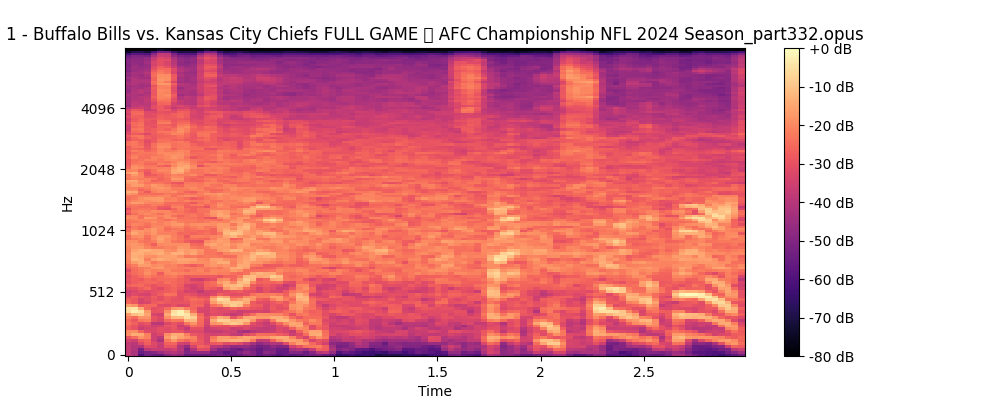 1 - Buffalo Bills vs. Kansas City Chiefs FULL GAME ▯ AFC Championship NFL 2024 Season_part332.opus
+0 dB
-10 dB
-20 dB
-30 dB
-40 dB
-50 dB
-60 dB
-70 dB
-80 dB
4096
2048
1024
512
0
Hz
0
0.5
1
1.5
2
2.5
Time